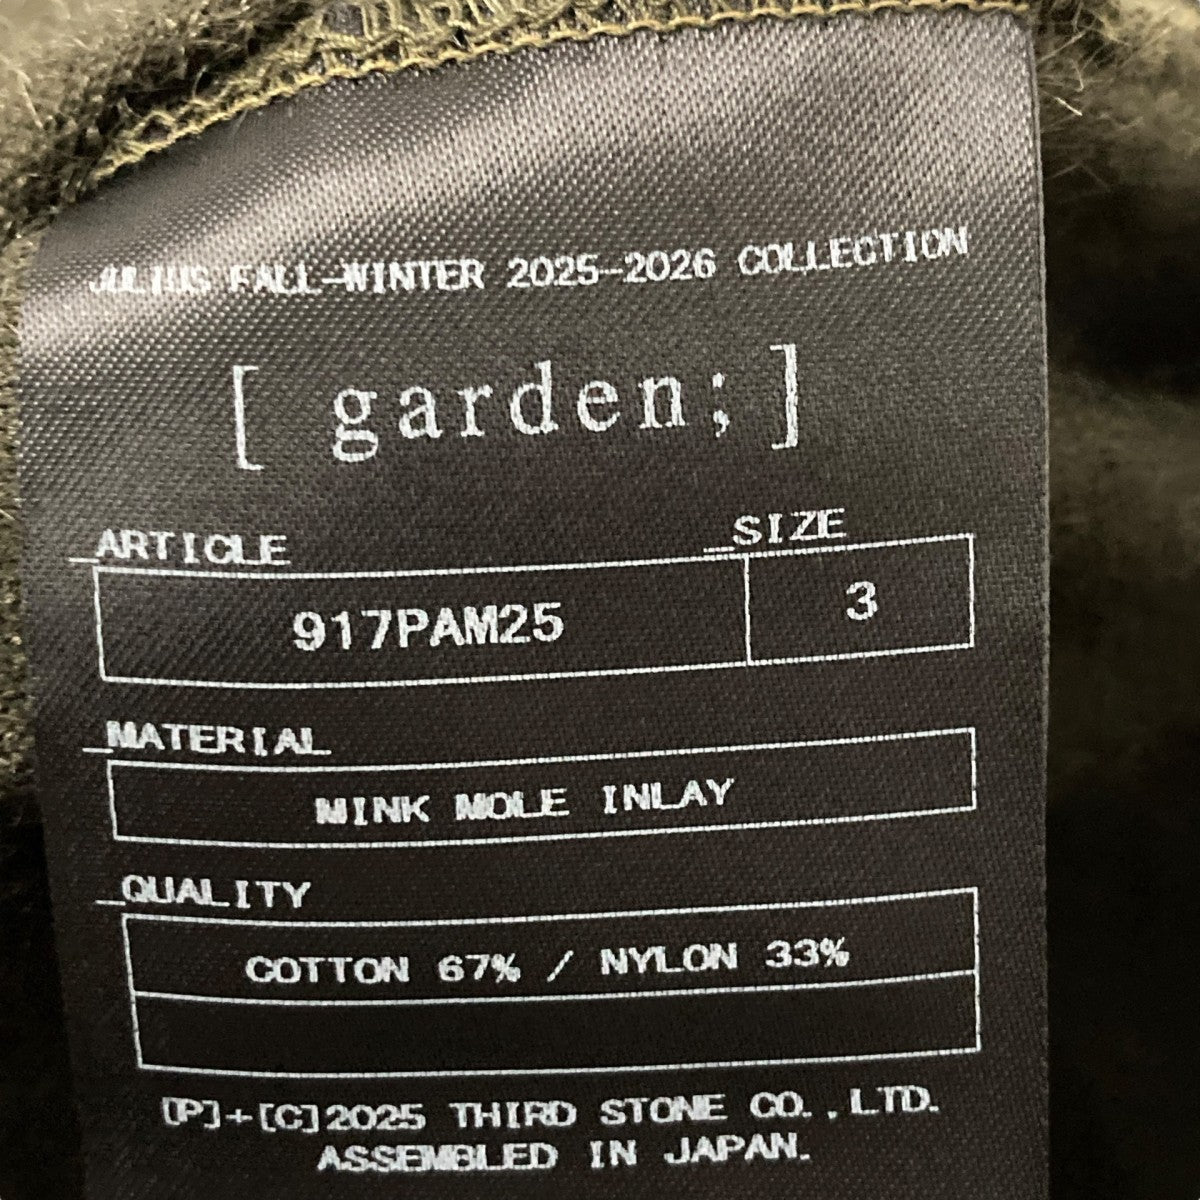 JULIUS FALL-WINTER 2025-2026 COLLECTION
[ garden; ]
_ARTICLE
_SIZE
917PAM25
3
_MATERIAL
MINK MOLE INLAY
_QUALITY
COTTON 67% / NYLON 33%
[P]+[C]2025 THIRD STONE CO.,LTD.
ASSEMBLED IN JAPAN.